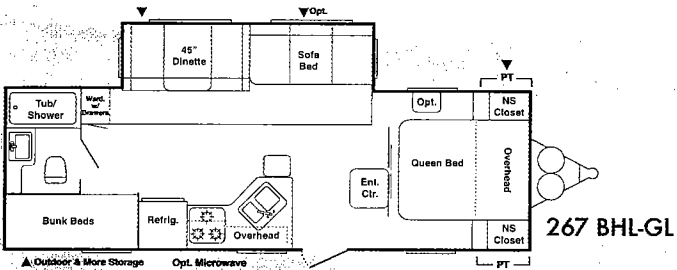 Opt.
45"
Dinette
Sofa
Bed
PT
Tub/
Shower
Ward.
w/
Drawers
Opt.
NS
Closet
Queen Bed
Overhead
Ent.
Ctr.
Bunk Beds
Refrig.
Overhead
NS
Closet
267 BHL-GL
Outdoor & More Storage
Opt. Microwave
PT